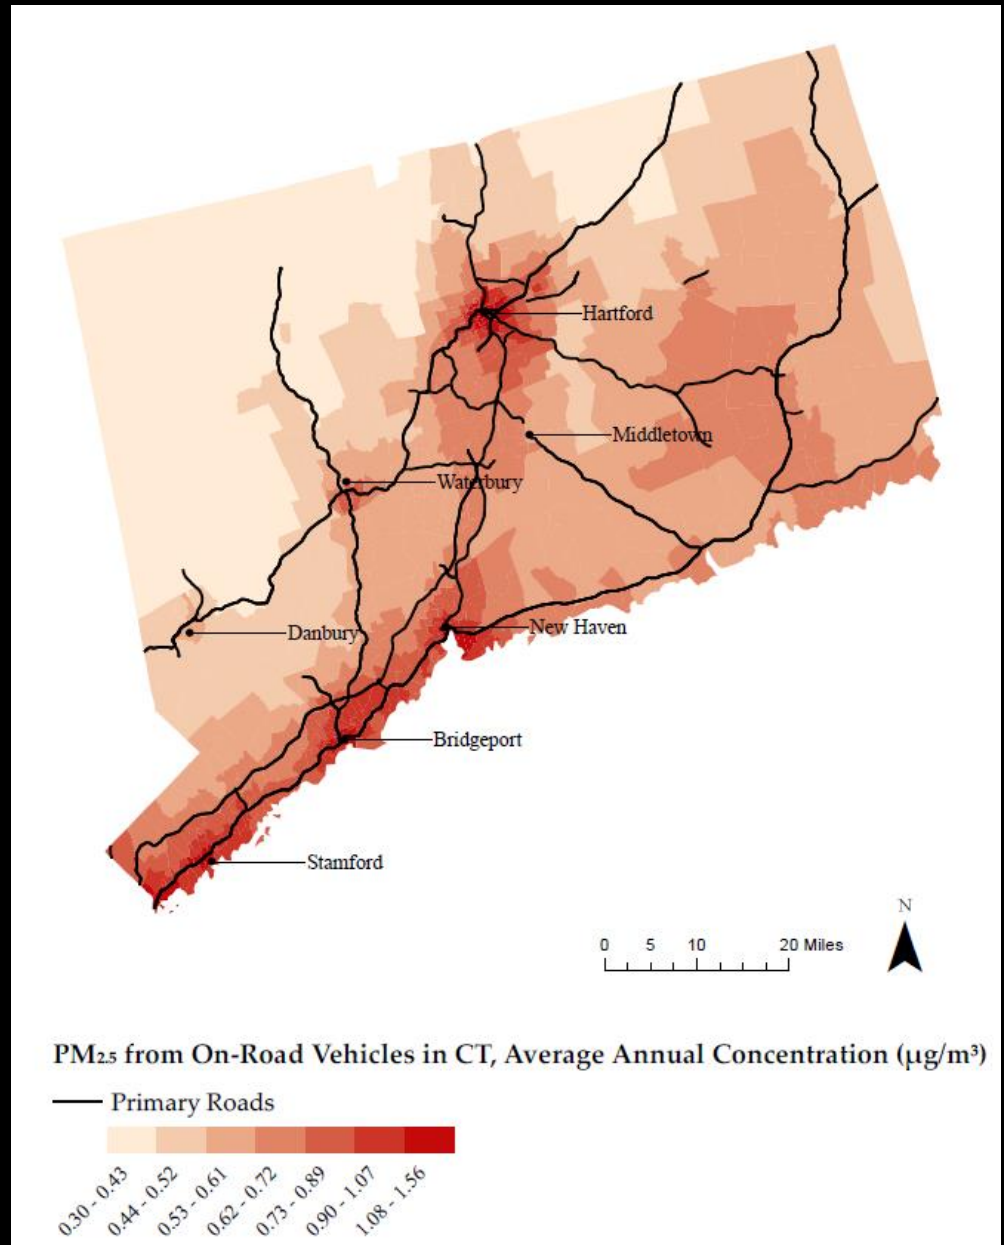 Hartford
Middletown
Waterbury
New Haven
Danbury
Bridgeport
Stamford
N
0 5 10 20 Miles
PM2.5 from On-Road Vehicles in CT, Average Annual Concentration (μg/m³)
Primary Roads
0.30 - 0.43
0.44 - 0.52
0.53 - 0.61
0.62 - 0.72
0.73 - 0.89
0.90 - 1.07
1.08 - 1.56